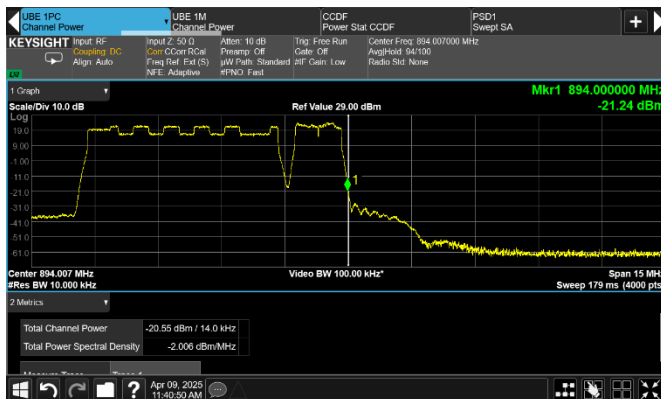 UBE 1PC
Channel Power
UBE 1M
Channel Power
CCDF
Power Stat CCDF
PSD1
Swept SA
KEYSIGHT
Input: RF
Coupling: DC
Align: Auto
Input Z: 50 Ω
Corr CCorr RCal
Freq Ref: Ext (S)
NFE: Adaptive
Atten: 10 dB
Preamp: Off
µW Path: Standard
#PNO: Fast
Trig: Free Run
Gate: Off
#IF Gain: Low
Center Freq: 894.007000 MHz
Avg|Hold: 94/100
Radio Std: None
1 Graph
Scale/Div 10.0 dB
Ref Value 29.00 dBm
Mkr1 894.000000 MHz
-21.24 dBm
Log
19.0
9.00
-1.00
-11.0
-21.0
-31.0
-41.0
-51.0
-61.0
1
Center 894.007 MHz
#Res BW 10.000 kHz
Video BW 100.00 kHz*
Span 15 MHz
Sweep 179 ms (4000 pts)
2 Metrics
Total Channel Power -20.55 dBm / 14.0 kHz
Total Power Spectral Density -2.006 dBm/MHz
Apr 09, 2025
11:40:50 AM